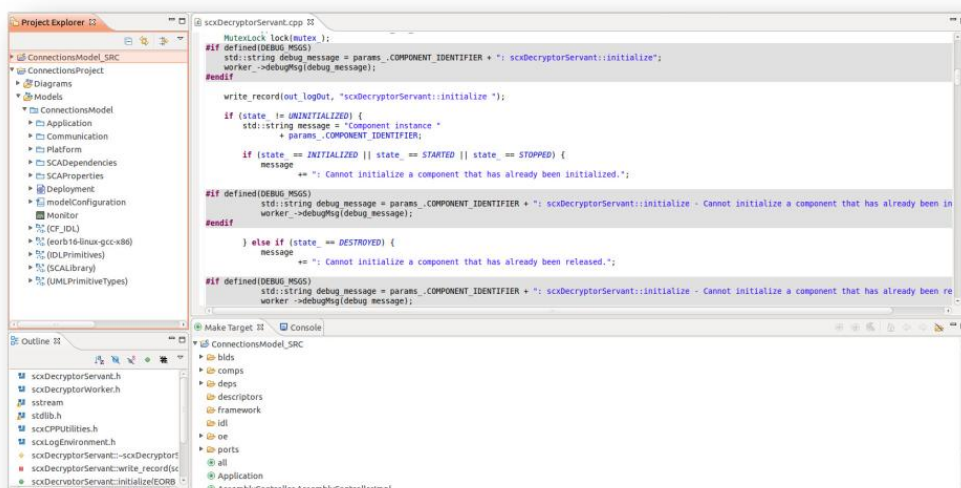 Project Explorer
ConnectionsModel_SRC
ConnectionsProject
Diagrams
Models
ConnectionsModel
Application
Communication
Platform
SCADependencies
SCAProperties
Deployment
modelConfiguration
Monitor
(CF_IDL)
(eorb16-linux-gcc-x86)
(IDLPrimitives)
(SCALibrary)
(UMLPrimitiveTypes)
Outline
scxDecryptorServant.h
scxDecryptorWorker.h
sstream
stdlib.h
scxCPPUtilities.h
scxLogEnvironment.h
scxDecryptorServant::~scxDecryptorS
scxDecryptorServant::write_record(sc
scxDecryptorServant::initialize(EORB
scxDecryptorServant.cpp
MutexLock lock(mutex_);
#if defined(DEBUG_MSGS)
std::string debug_message = params_.COMPONENT_IDENTIFIER + ": scxDecryptorServant::initialize";
worker_->debugMsg(debug_message);
#endif
write_record(out_logOut, "scxDecryptorServant::initialize ");
if (state_ != UNINITIALIZED) {
std::string message = "Component instance "
+ params_.COMPONENT_IDENTIFIER;
if (state_ == INITIALIZED || state_ == STARTED || state_ == STOPPED) {
message
+= ": Cannot initialize a component that has already been initialized.";
#if defined(DEBUG_MSGS)
std::string debug_message = params_.COMPONENT_IDENTIFIER + ": scxDecryptorServant::initialize - Cannot initialize a component that has already been in
worker_->debugMsg(debug_message);
#endif
} else if (state_ == DESTROYED) {
message
+= ": Cannot initialize a component that has already been released.";
#if defined(DEBUG_MSGS)
std::string debug_message = params_.COMPONENT_IDENTIFIER + ": scxDecryptorServant::initialize - Cannot initialize a component that has already been re
worker_->debugMsg(debug_message);
Make Target Console
ConnectionsModel_SRC
blds
comps
deps
descriptors
framework
idl
oe
ports
all
Application
AssemblyController.AssemblyControllerImpl